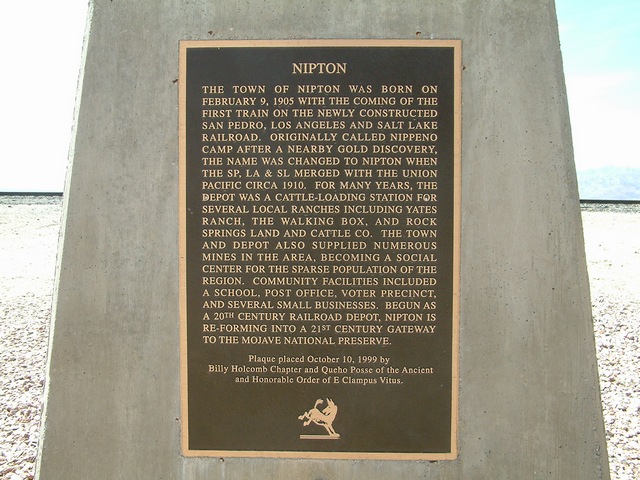 NIPTON
THE TOWN OF NIPTON WAS BORN ON
FEBRUARY 9, 1905 WITH THE COMING OF THE
FIRST TRAIN ON THE NEWLY CONSTRUCTED
SAN PEDRO, LOS ANGELES AND SALT LAKE
RAILROAD. ORIGINALLY CALLED NIPPENO
CAMP AFTER A NEARBY GOLD DISCOVERY,
THE NAME WAS CHANGED TO NIPTON WHEN
THE SP, LA & SL MERGED WITH THE UNION
PACIFIC CIRCA 1910. FOR MANY YEARS, THE
DEPOT WAS A CATTLE-LOADING STATION FOR
SEVERAL LOCAL RANCHES INCLUDING YATES
RANCH, THE WALKING BOX, AND ROCK
SPRINGS LAND AND CATTLE CO. THE TOWN
AND DEPOT ALSO SUPPLIED NUMEROUS
MINES IN THE AREA, BECOMING A SOCIAL
CENTER FOR THE SPARSE POPULATION OF THE
REGION. COMMUNITY FACILITIES INCLUDED
A SCHOOL, POST OFFICE, VOTER PRECINCT,
AND SEVERAL SMALL BUSINESSES. BEGUN AS
A 20TH CENTURY RAILROAD DEPOT, NIPTON IS
RE-FORMING INTO A 21ST CENTURY GATEWAY
TO THE MOJAVE NATIONAL PRESERVE.
Plaque placed October 10, 1999 by
Billy Holcomb Chapter and Queho Posse of the Ancient
and Honorable Order of E Clampus Vitus.